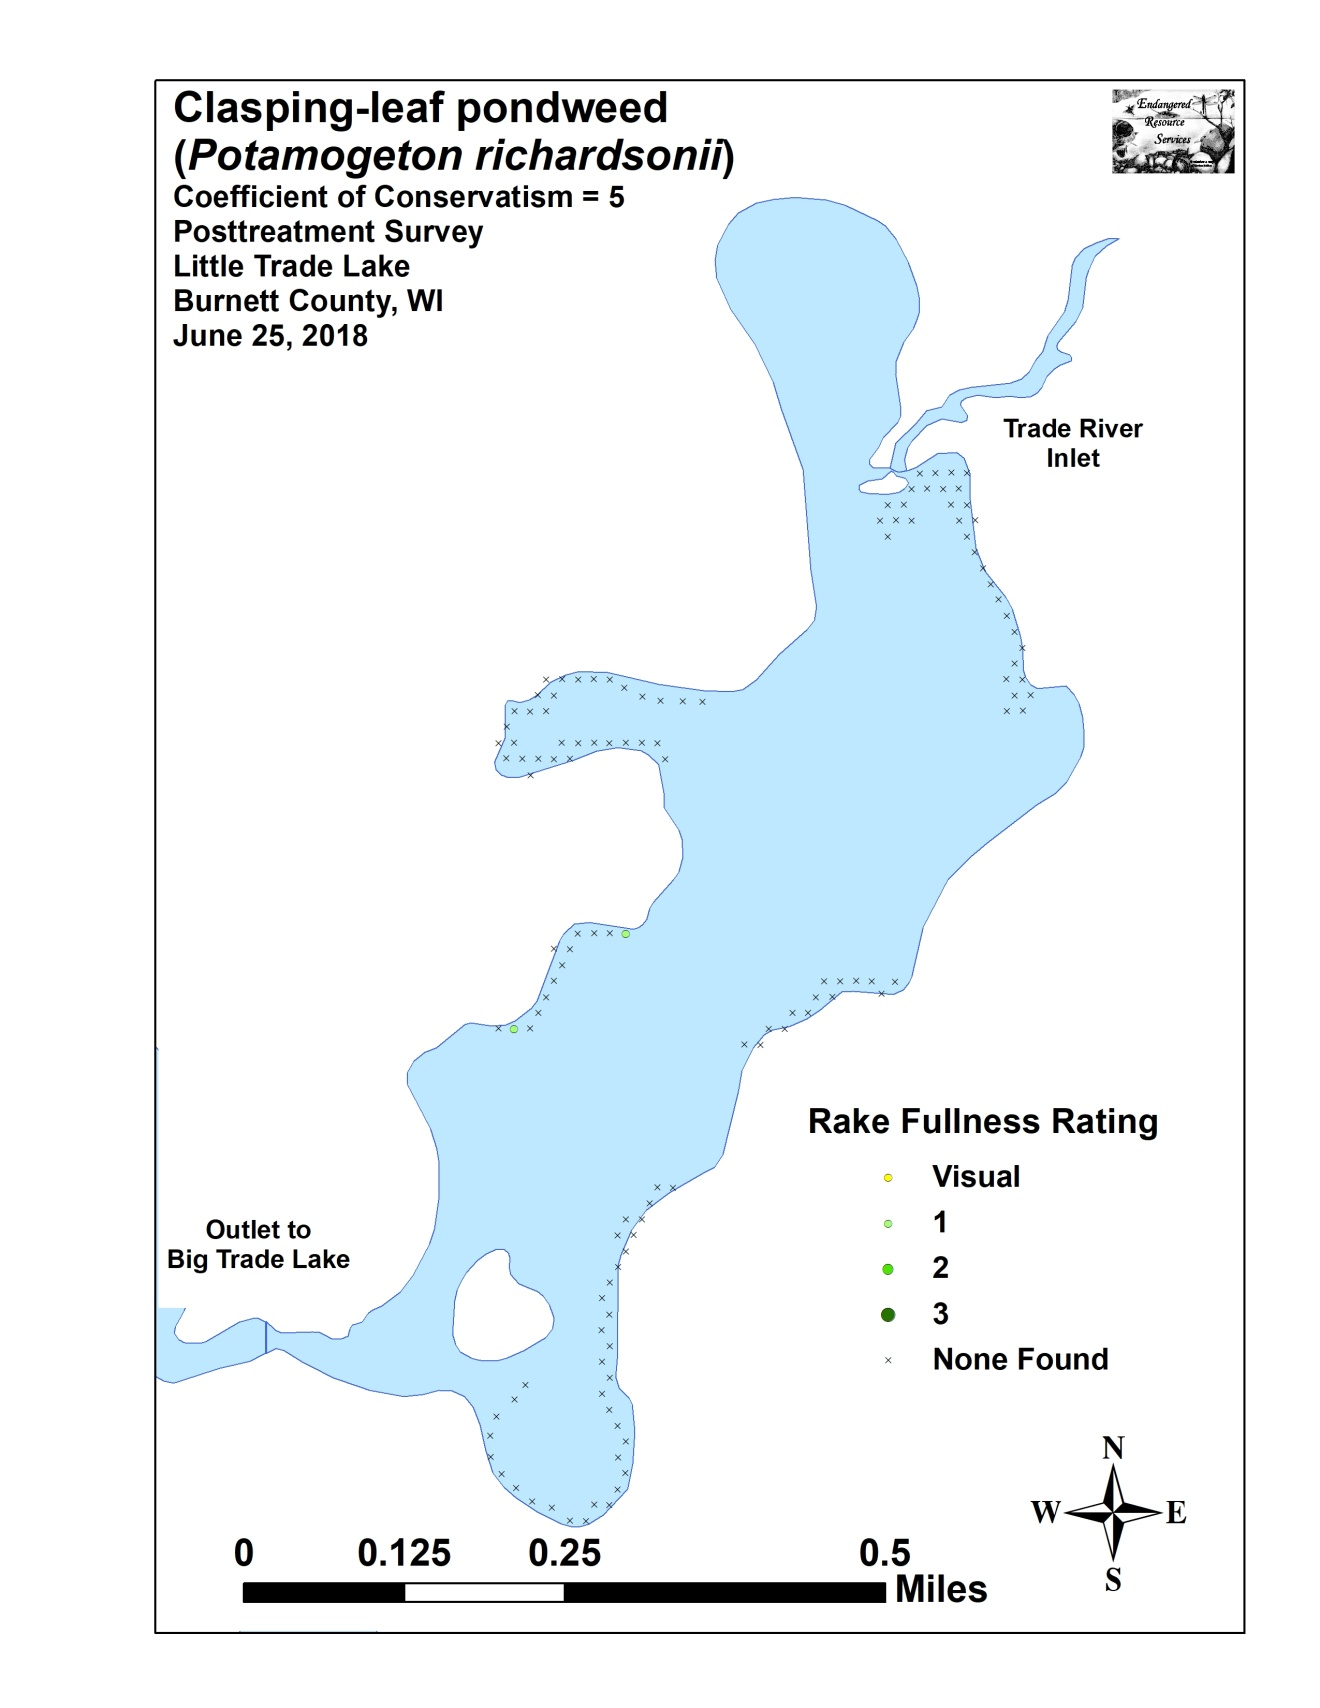 Clasping-leaf pondweed
(Potamogeton richardsonii)
Coefficient of Conservatism = 5
Posttreatment Survey
Little Trade Lake
Burnett County, WI
June 25, 2018
Endangered
Resource
Services
Trade River
Inlet
Rake Fullness Rating
Visual
1
2
3
None Found
Outlet to
Big Trade Lake
N
W E
S
0 0.125 0.25 0.5
Miles